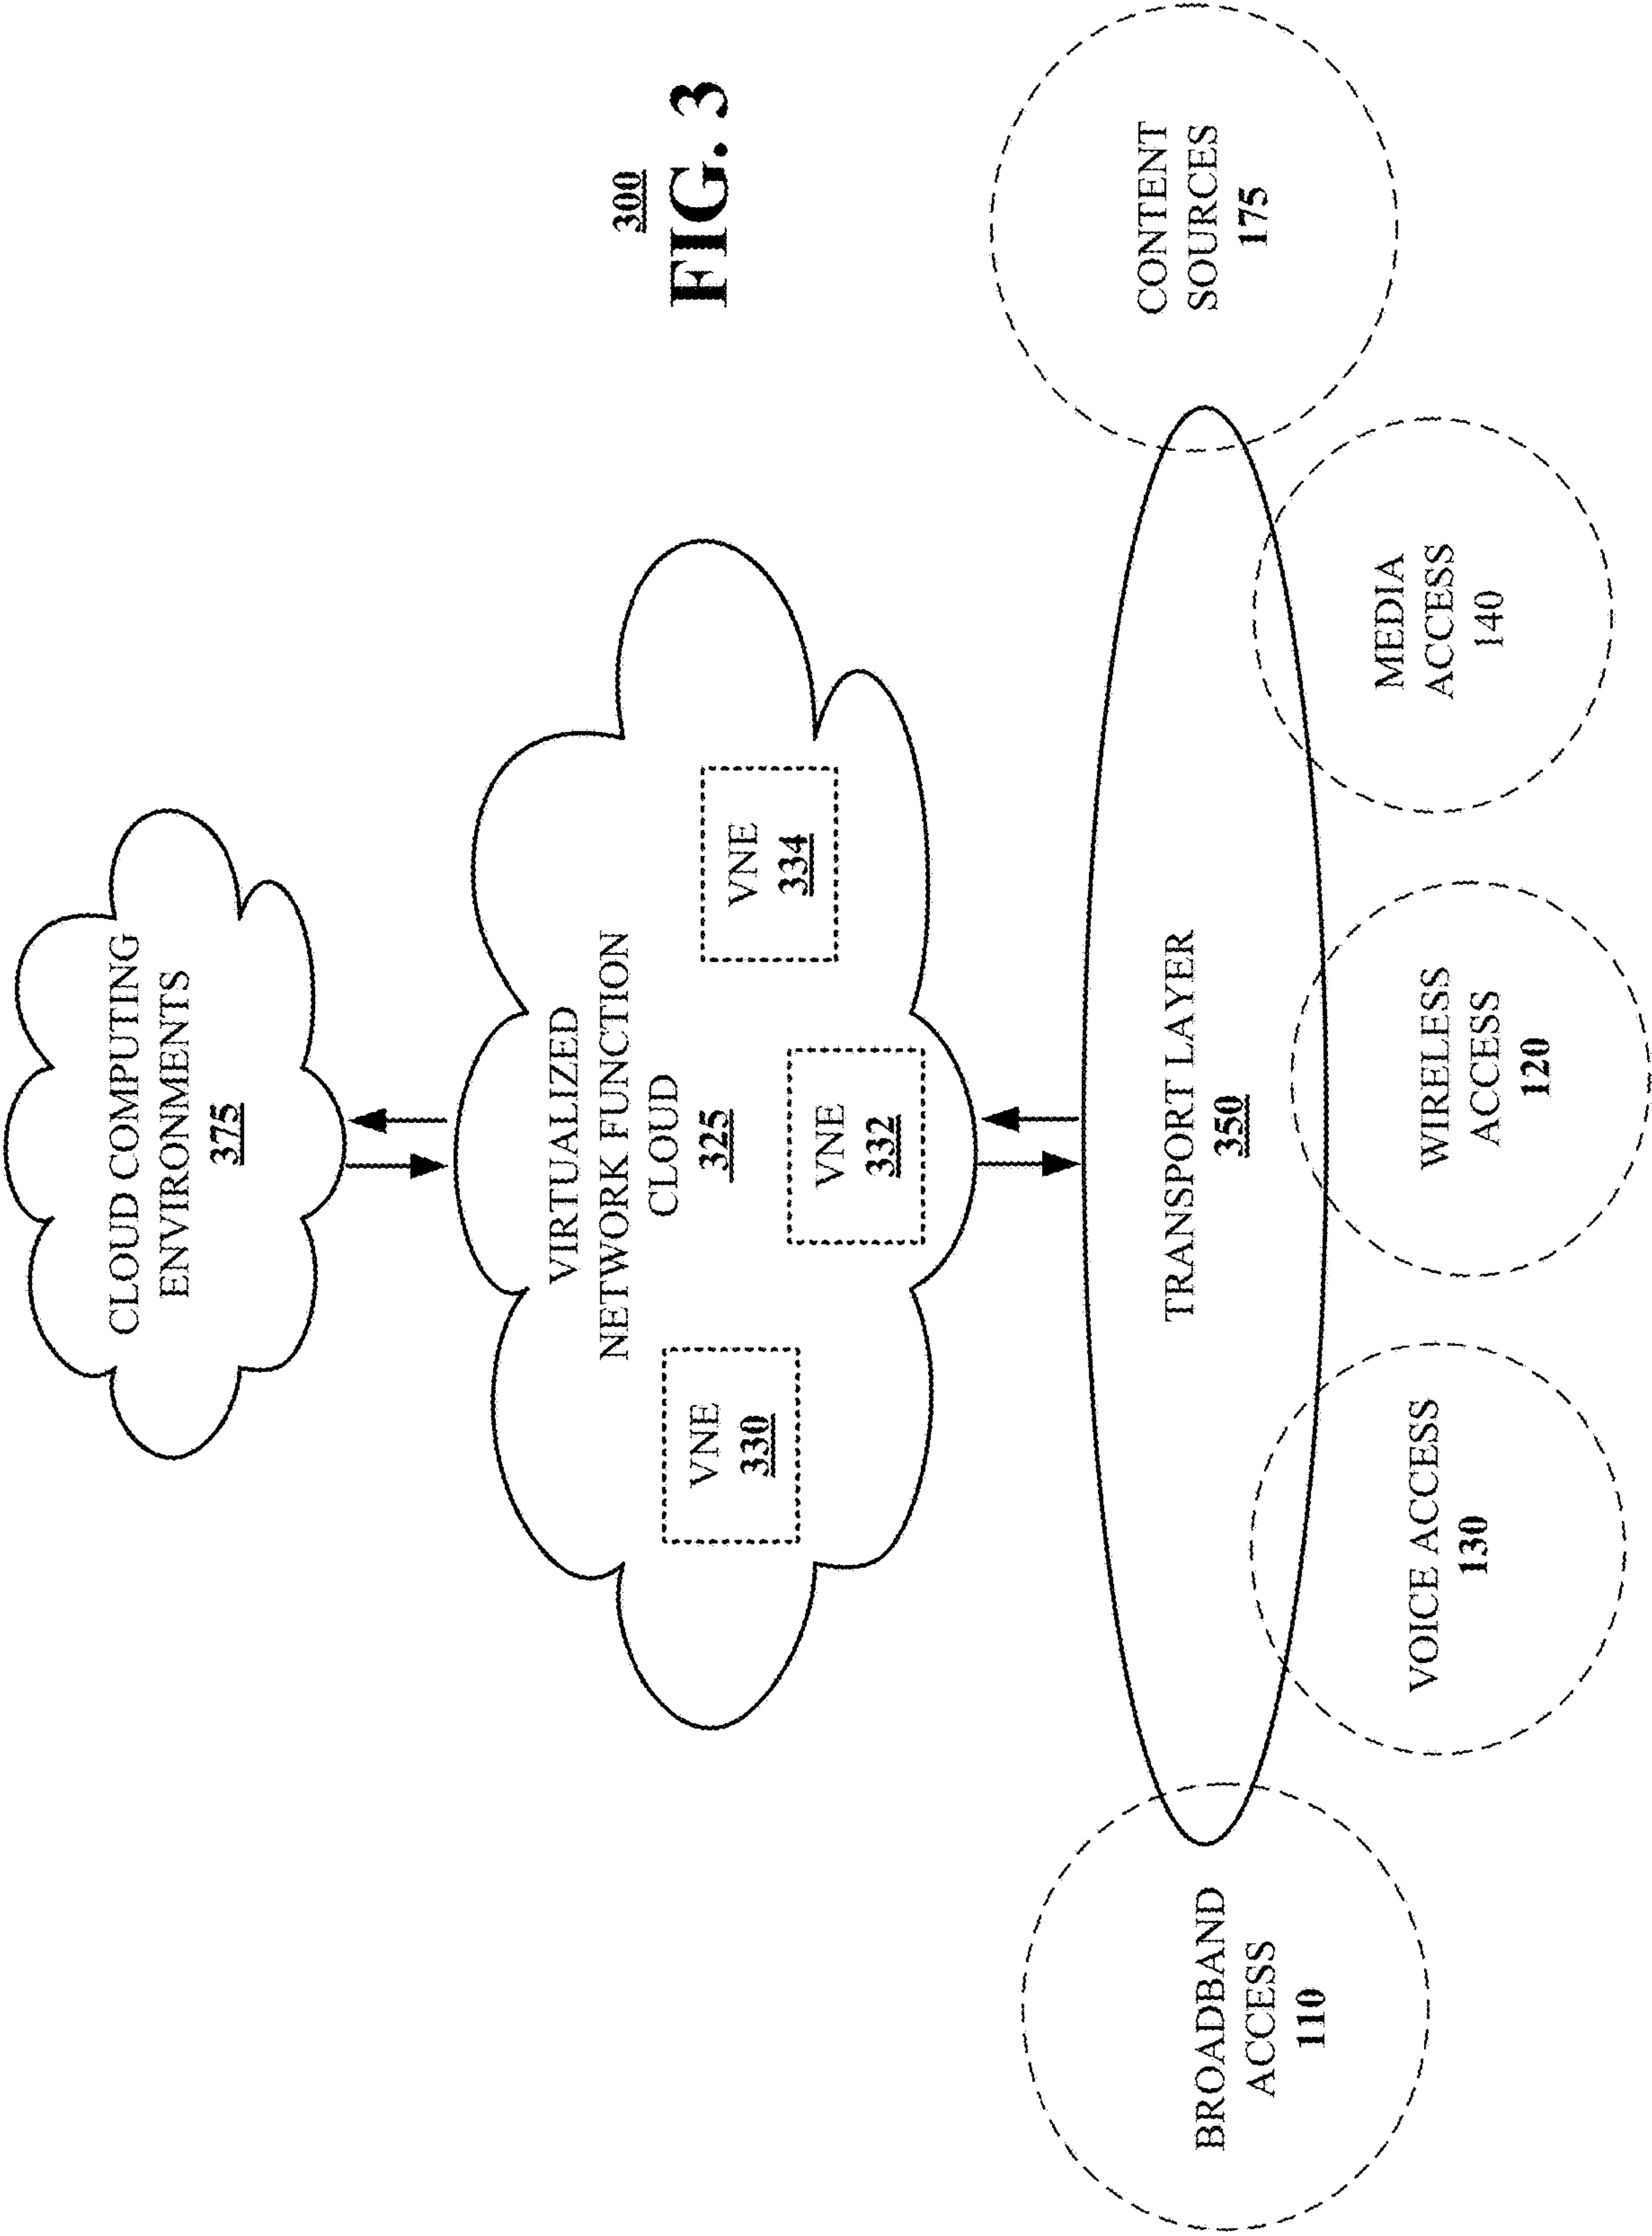 CLOUD COMPUTING
ENVIRONMENTS
375
VIRTUALIZED
NETWORK FUNCTION
CLOUD
325
VNE
330
VNE
332
VNE
334
300
FIG. 3
TRANSPORT LAYER
350
BROADBAND
ACCESS
110
VOICE ACCESS
130
WIRELESS
ACCESS
120
MEDIA
ACCESS
140
CONTENT
SOURCES
175